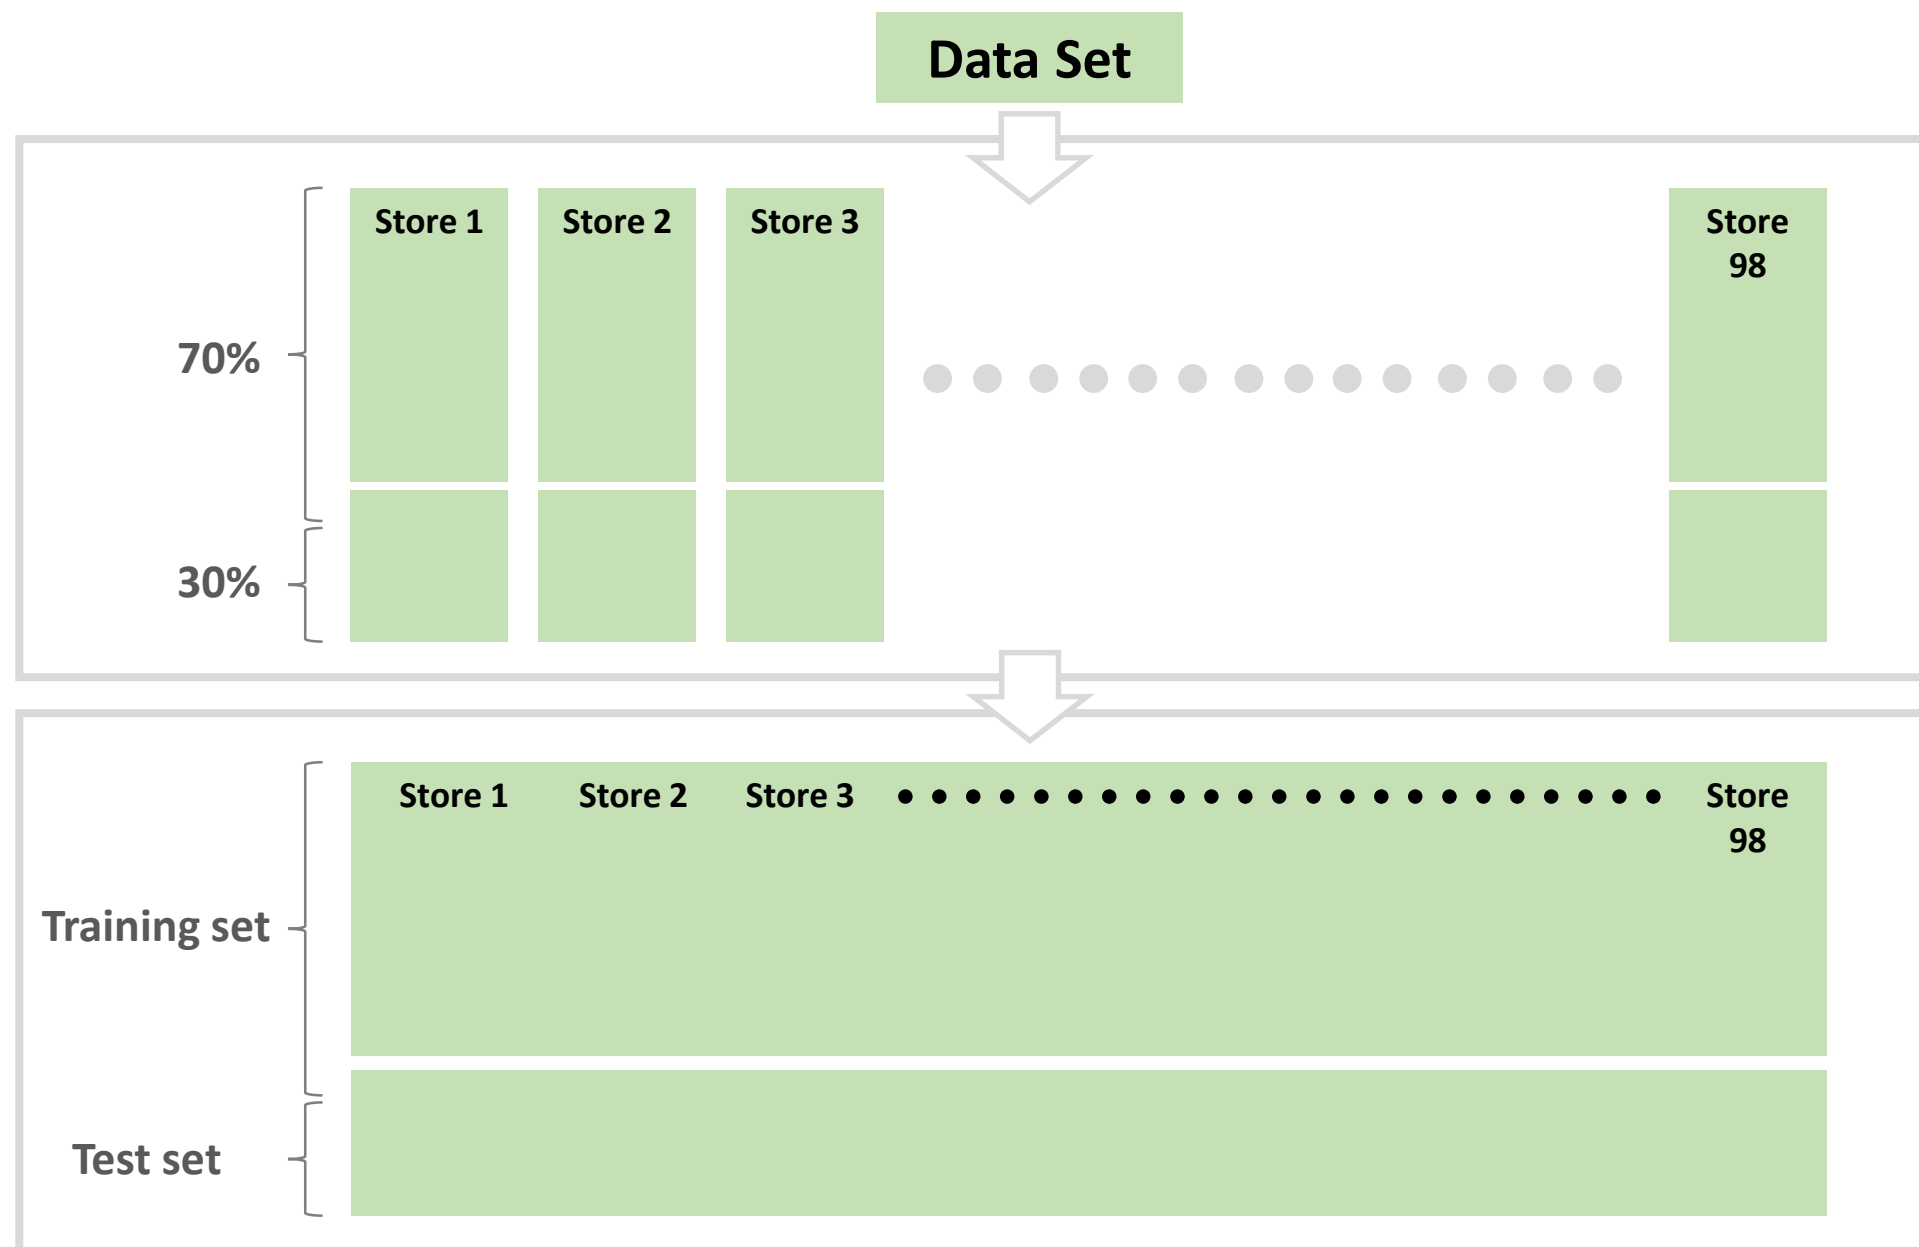 Data Set
Store 1
Store 2
Store 3
Store
98
70%
30%
Store 1
Store 2
Store 3
Store
98
Training set
Test set